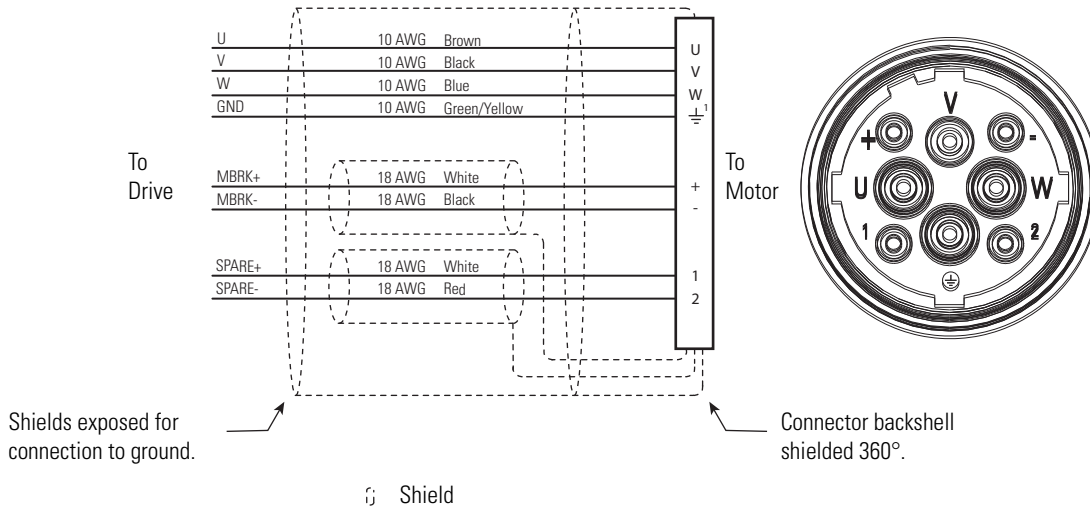 U 10 AWG Brown U
V 10 AWG Black V
W 10 AWG Blue W
GND 10 AWG Green/Yellow 1
To
Drive
MBRK+ 18 AWG White +
MBRK- 18 AWG Black -
SPARE+ 18 AWG White 1
SPARE- 18 AWG Red 2
To
Motor
V
+ -
U W
1 2
Shields exposed for
connection to ground.
Connector backshell
shielded 360°.
Shield